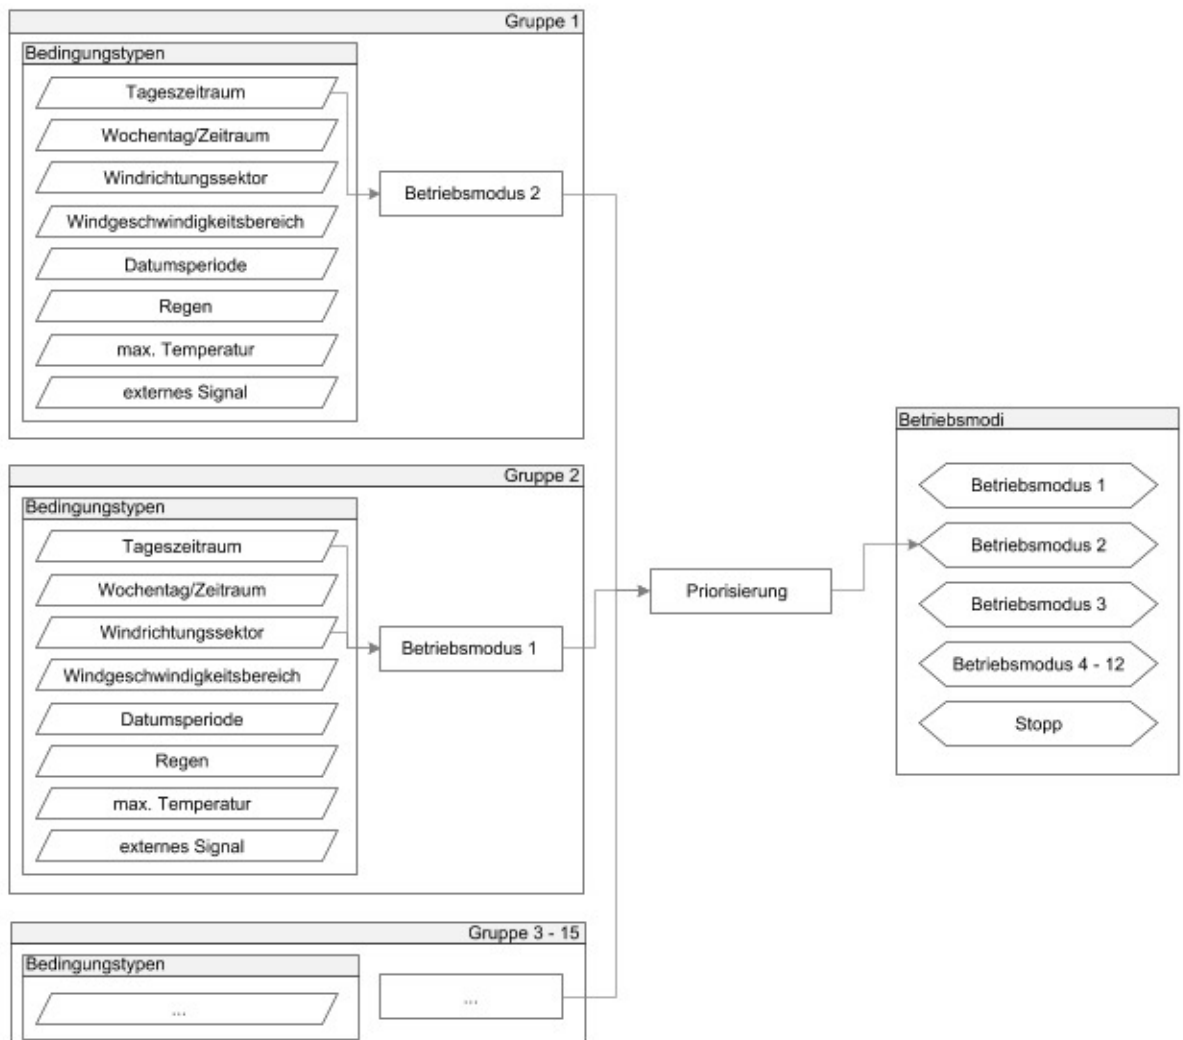 Gruppe 1
Bedingungstypen
Tageszeitraum
Wochentag/Zeitraum
Windrichtungssektor
Windgeschwindigkeitsbereich
Datumsperiode
Regen
max. Temperatur
externes Signal
Betriebsmodus 2
Gruppe 2
Bedingungstypen
Tageszeitraum
Wochentag/Zeitraum
Windrichtungssektor
Windgeschwindigkeitsbereich
Datumsperiode
Regen
max. Temperatur
externes Signal
Betriebsmodus 1
Gruppe 3 - 15
Bedingungstypen
...
...
Priorisierung
Betriebsmodi
Betriebsmodus 1
Betriebsmodus 2
Betriebsmodus 3
Betriebsmodus 4 - 12
Stopp